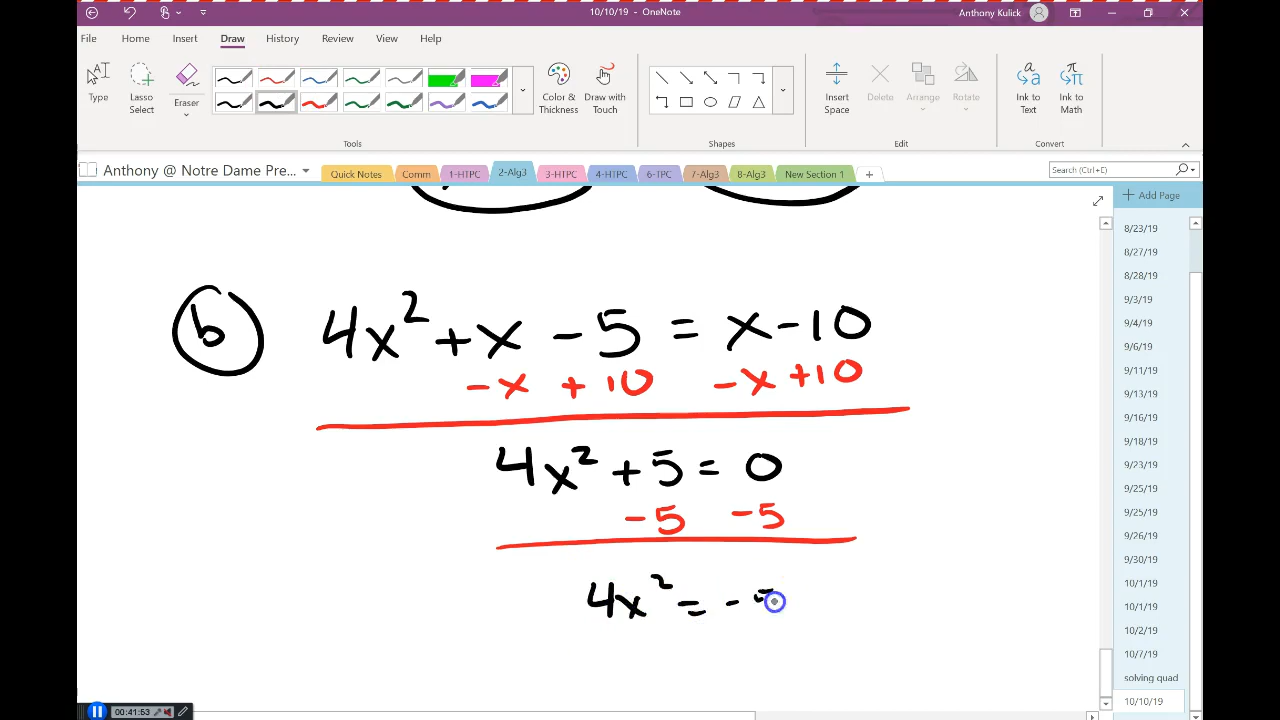 10/10/19 - OneNote
Anthony Kulick
File Home Insert Draw History Review View Help
Type
Lasso Select
Eraser
Color & Thickness
Draw with Touch
Insert Space
Delete
Arrange
Rotate
Ink to Text
Ink to Math
Tools
Shapes
Edit
Convert
Anthony @ Notre Dame Pre...
Quick Notes Comm 1-HTPC 2-Alg3 3-HTPC 4-HTPC 6-TPC 7-Alg3 8-Alg3 New Section 1
Search (Ctrl+E)
Add Page
8/23/19
8/27/19
8/28/19
9/3/19
9/4/19
9/6/19
9/11/19
9/13/19
9/16/19
9/18/19
9/23/19
9/25/19
9/25/19
9/26/19
9/30/19
10/1/19
10/1/19
10/2/19
10/7/19
solving quad
10/10/19
b 4x² + x - 5 = x - 10
- x + 10 - x + 10
4x² + 5 = 0
- 5 - 5
4x² = -
00:41:53